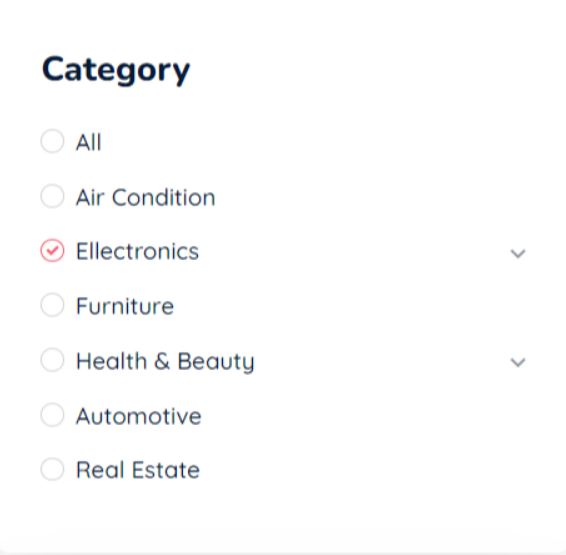 Category
All
Air Condition
Ellectronics
Furniture
Health & Beauty
Automotive
Real Estate